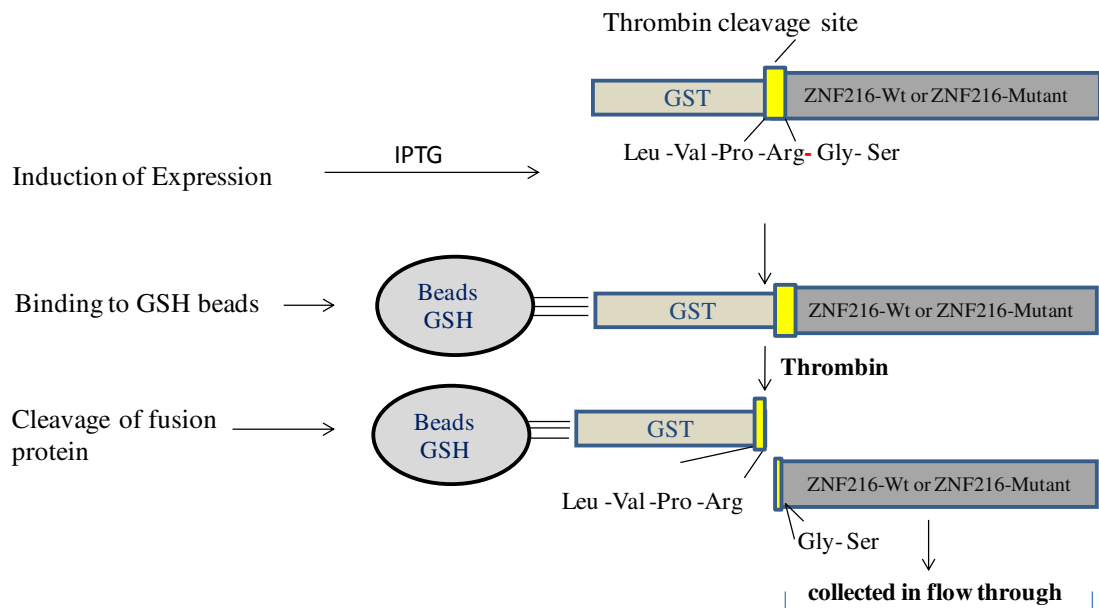 Thrombin cleavage site
GST
ZNF216-Wt or ZNF216-Mutant
Leu -Val -Pro -Arg- Gly- Ser
IPTG
Induction of Expression
Binding to GSH beads
Beads
GSH
GST
ZNF216-Wt or ZNF216-Mutant
Thrombin
Cleavage of fusion
protein
Beads
GSH
GST
Leu -Val -Pro -Arg
ZNF216-Wt or ZNF216-Mutant
Gly- Ser
collected in flow through